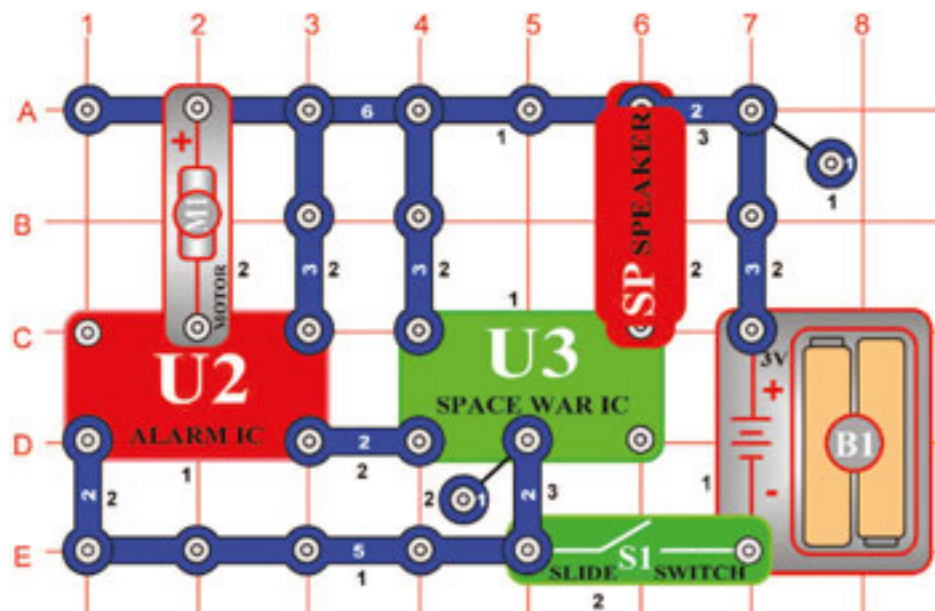 1 2 3 4 5 6 7 8
A 6 2
1 3 1
+ 1
M1 SPEAKER
B
2 3 2 3 2 1 SP 2 3 2
MOTOR
C U2 U3 3V
SPACE WAR IC +
D ALARM IC 2 B1
1 2 -
2 2 2 1 2 3 1
E 5 S1
1 SLIDE SWITCH
2